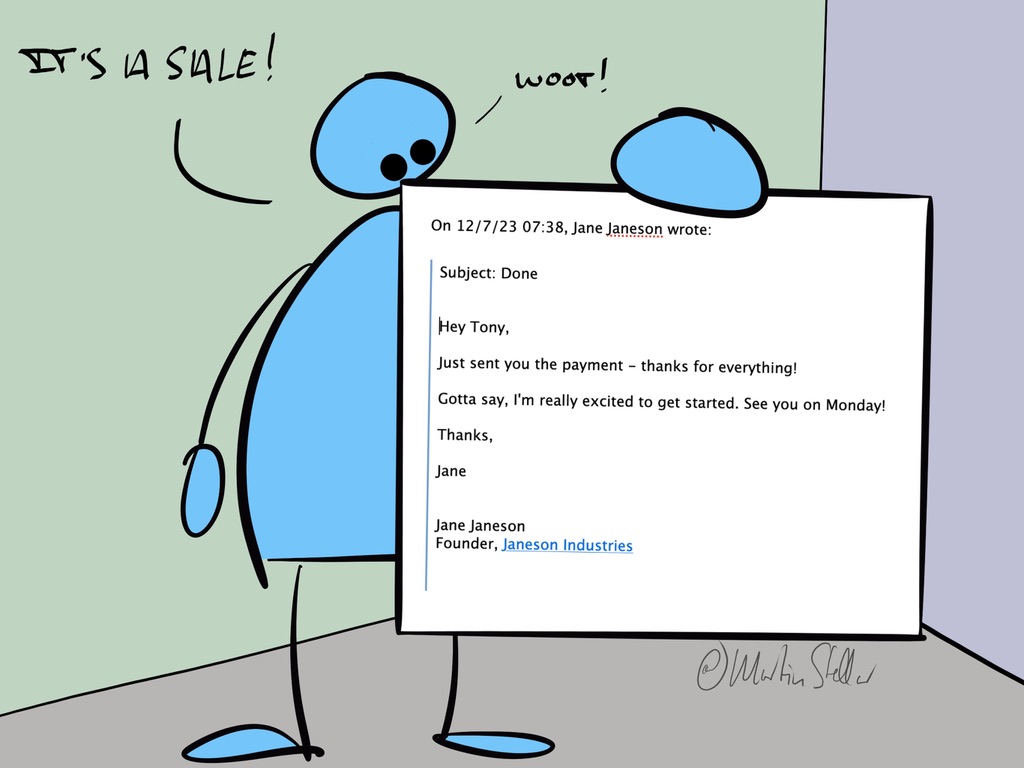 IT'S A SALE!
WOOT!
On 12/7/23 07:38, Jane Janeson wrote:
Subject: Done
Hey Tony,
Just sent you the payment – thanks for everything!
Gotta say, I'm really excited to get started. See you on Monday!
Thanks,
Jane
Jane Janeson
Founder, Janeson Industries
@MartinStellar